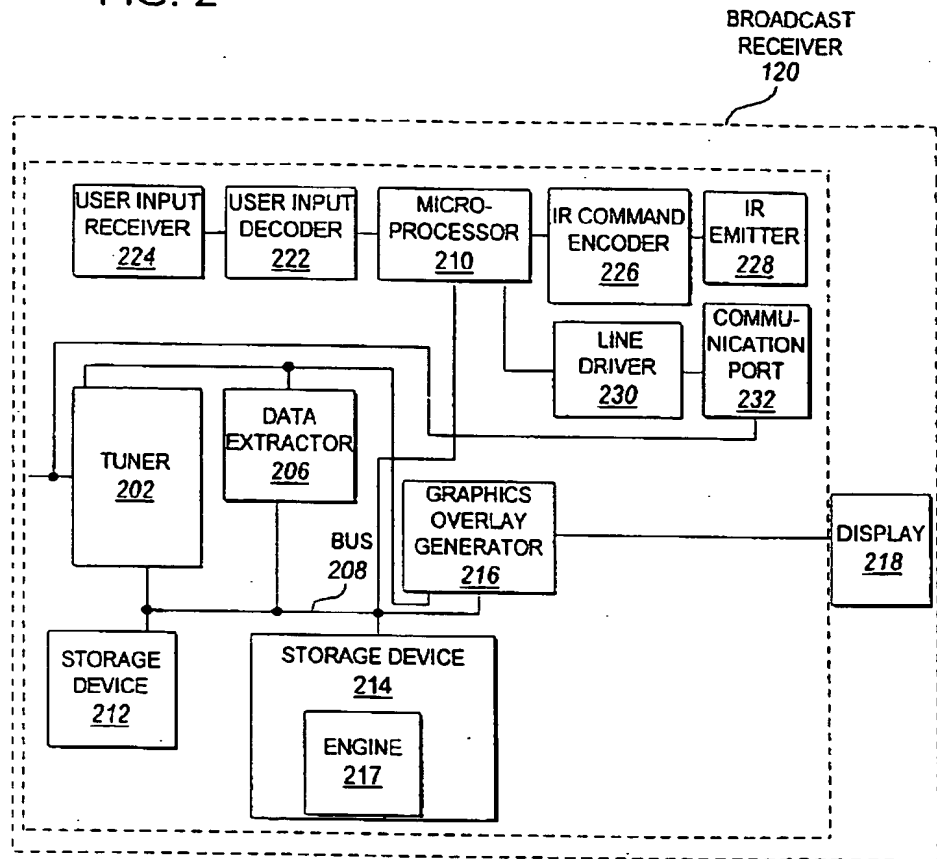 FIG. 2
BROADCAST
RECEIVER
120
USER INPUT
RECEIVER
224
USER INPUT
DECODER
222
MICRO-
PROCESSOR
210
IR COMMAND
ENCODER
226
IR
EMITTER
228
LINE
DRIVER
230
COMMU-
NICATION
PORT
232
TUNER
202
DATA
EXTRACTOR
206
GRAPHICS
OVERLAY
GENERATOR
216
DISPLAY
218
BUS
208
STORAGE
DEVICE
212
STORAGE DEVICE
214
ENGINE
217